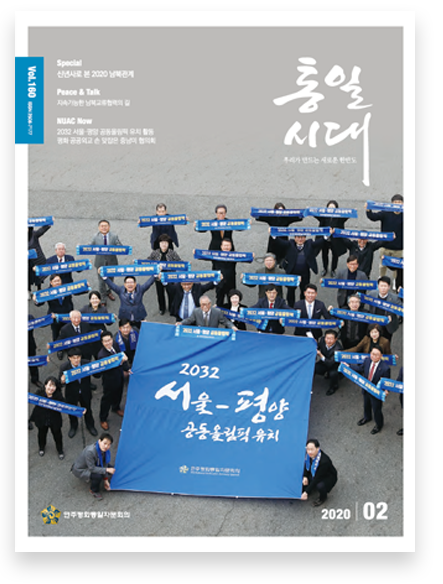 Vol.160
Special
신년사로 본 2020 남북관계
Peace & Talk
지속가능한 남북교류협력의 길
NUAC Now
2032 서울·평양 공동올림픽 유치 활동
평화 공공외교 손 맞잡은 충남의 협의회
통일
시대
우리가 만드는 새로운 한반도
2032
서울-평양
공동올림픽 유치
민주평화통일자문회의
민주평화통일자문회의
2020 02